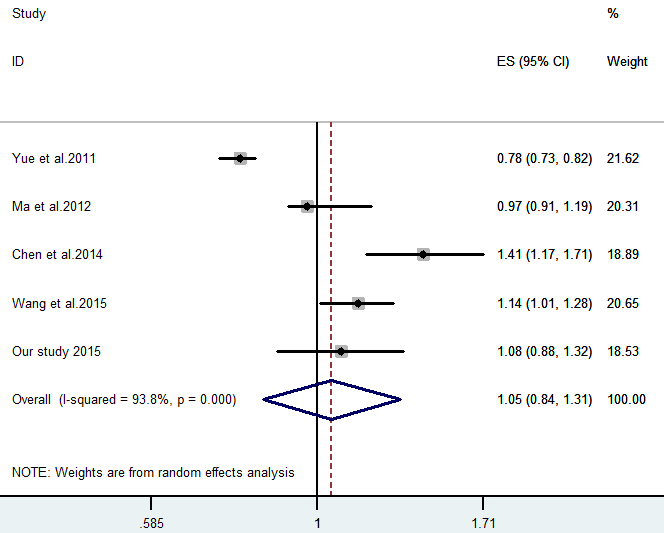 Study %
ID ES (95% CI) Weight
Yue et al.2011 0.78 (0.73, 0.82) 21.62
Ma et al.2012 0.97 (0.91, 1.19) 20.31
Chen et al.2014 1.41 (1.17, 1.71) 18.89
Wang et al.2015 1.14 (1.01, 1.28) 20.65
Our study 2015 1.08 (0.88, 1.32) 18.53
Overall (I-squared = 93.8%, p = 0.000) 1.05 (0.84, 1.31) 100.00
NOTE: Weights are from random effects analysis
.585 1 1.71